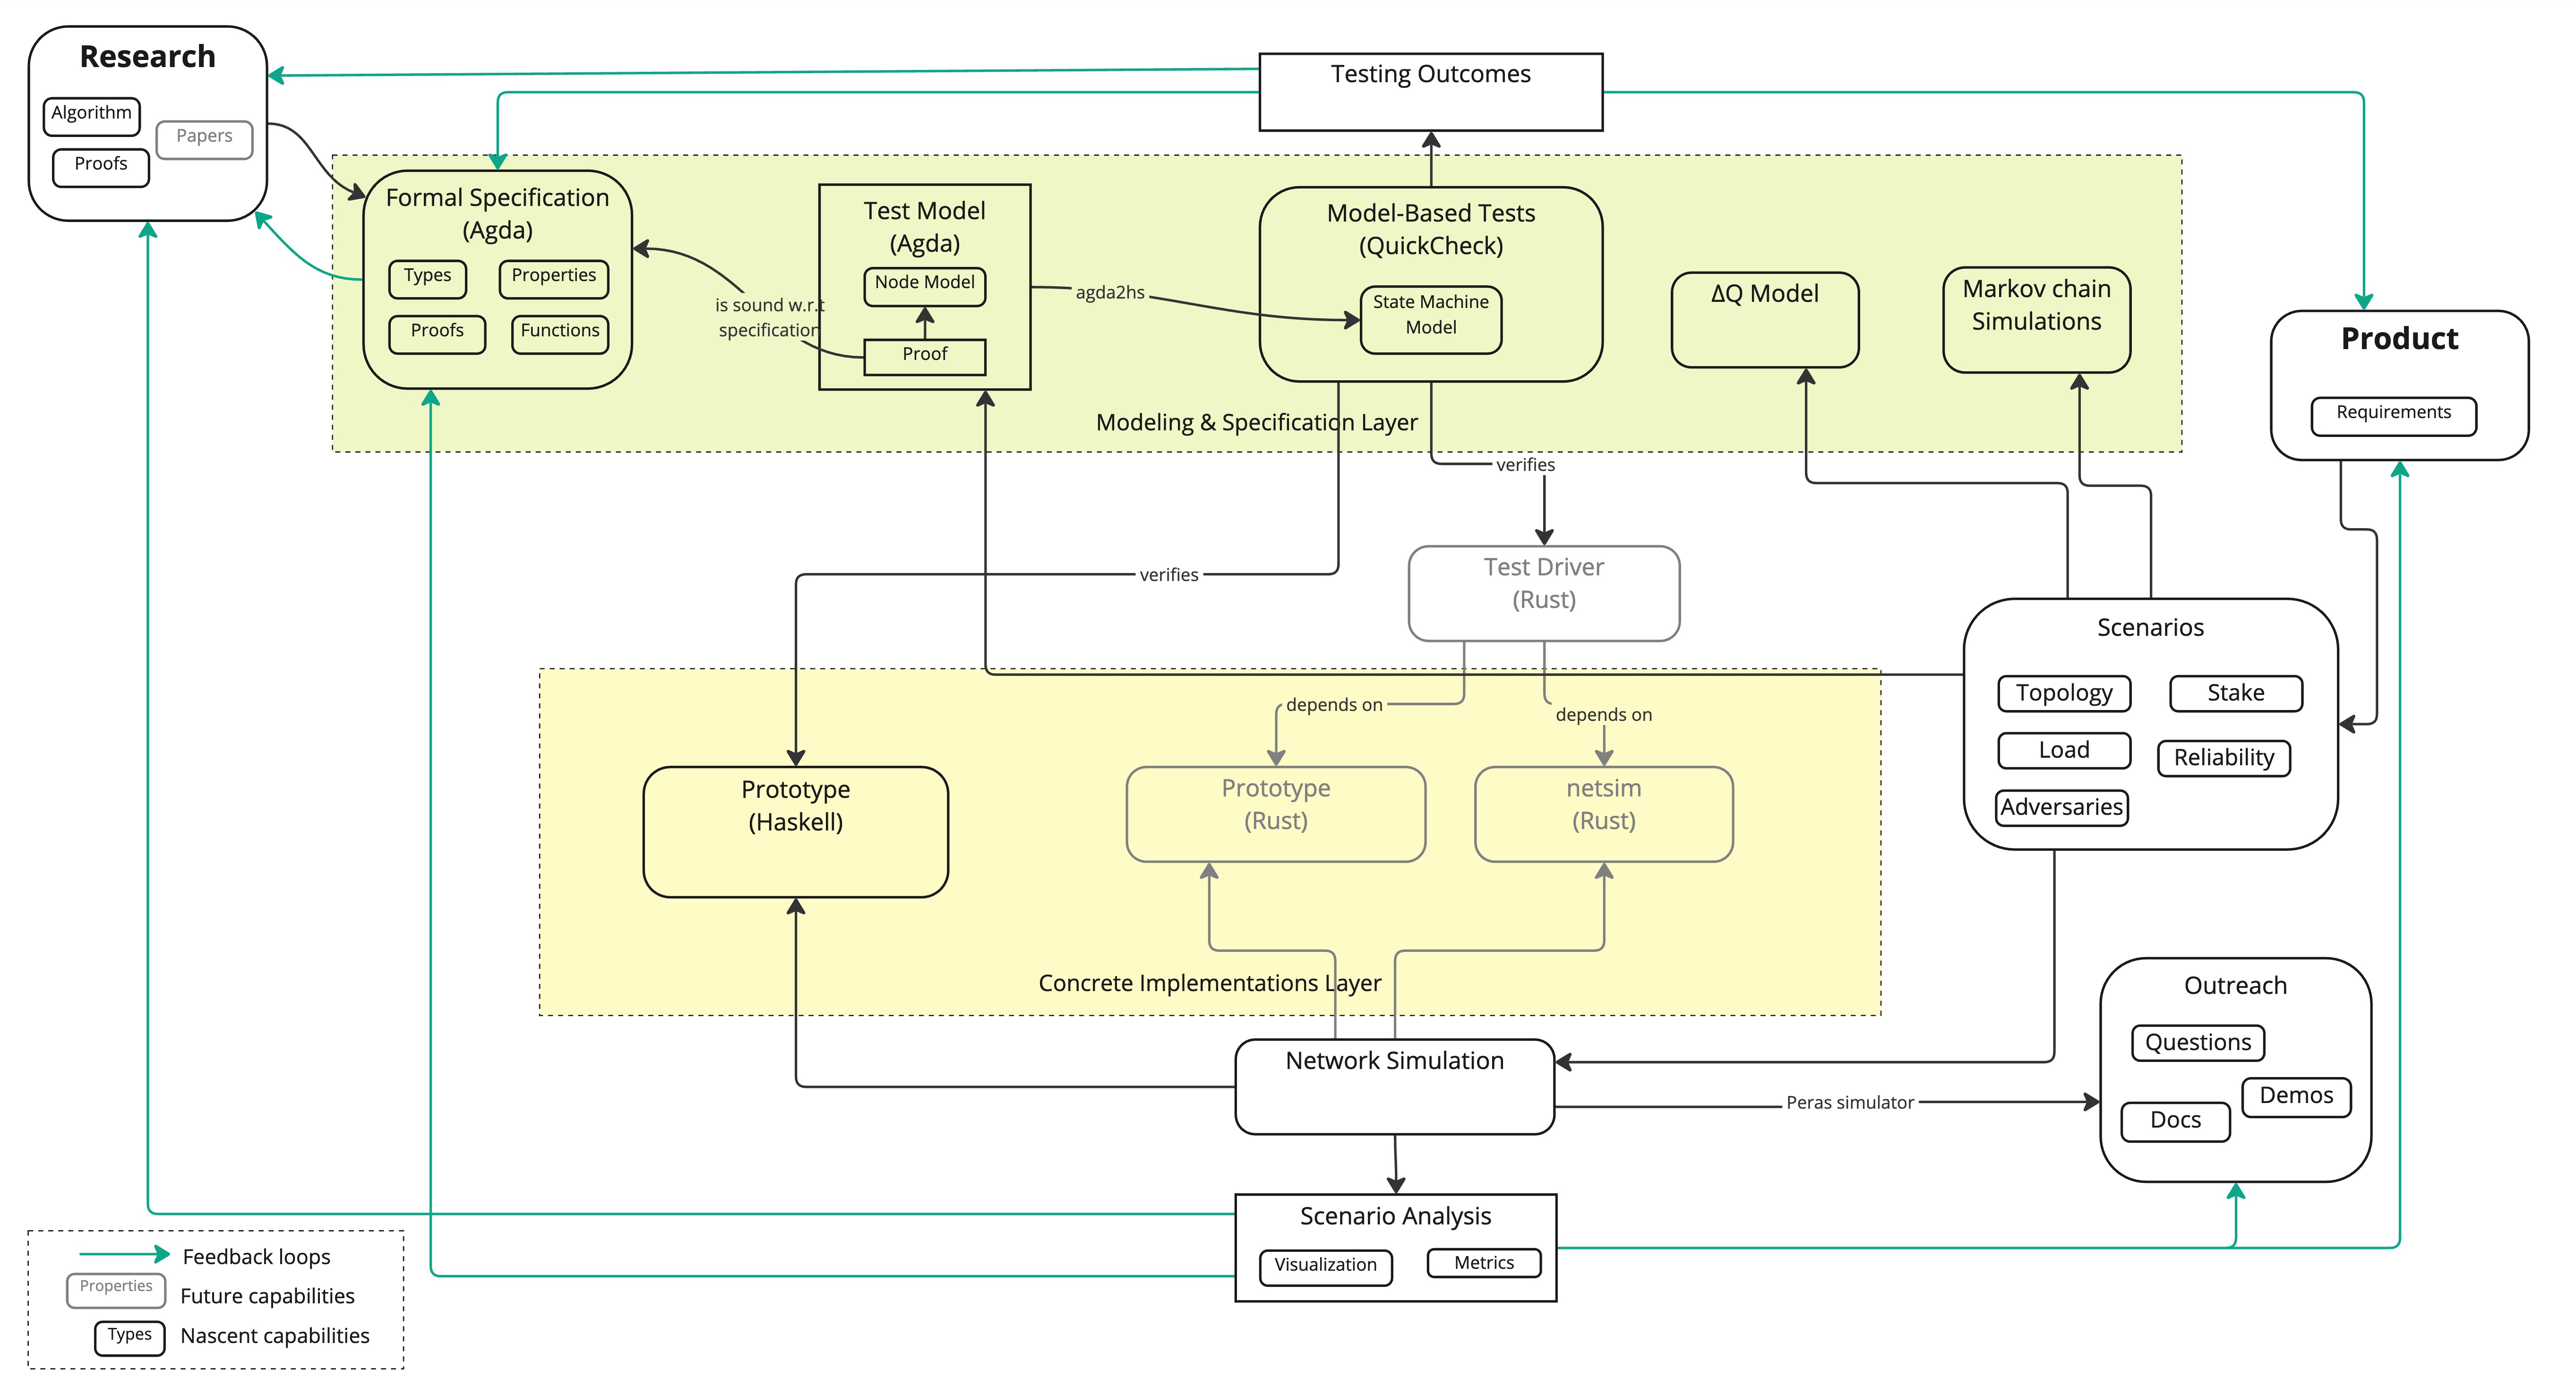 Research
Algorithm
Papers
Proofs
Testing Outcomes
Formal Specification
(Agda)
Types
Properties
Proofs
Functions
is sound w.r.t
specification
Test Model
(Agda)
Node Model
Proof
agda2hs
Model-Based Tests
(QuickCheck)
State Machine
Model
ΔQ Model
Markov chain
Simulations
Modeling & Specification Layer
Product
Requirements
verifies
verifies
Test Driver
(Rust)
Scenarios
Topology
Stake
Load
Reliability
Adversaries
depends on
depends on
Prototype
(Haskell)
Prototype
(Rust)
netsim
(Rust)
Concrete Implementations Layer
Network Simulation
Peras simulator
Outreach
Questions
Demos
Docs
Scenario Analysis
Visualization
Metrics
Feedback loops
Properties
Future capabilities
Types
Nascent capabilities